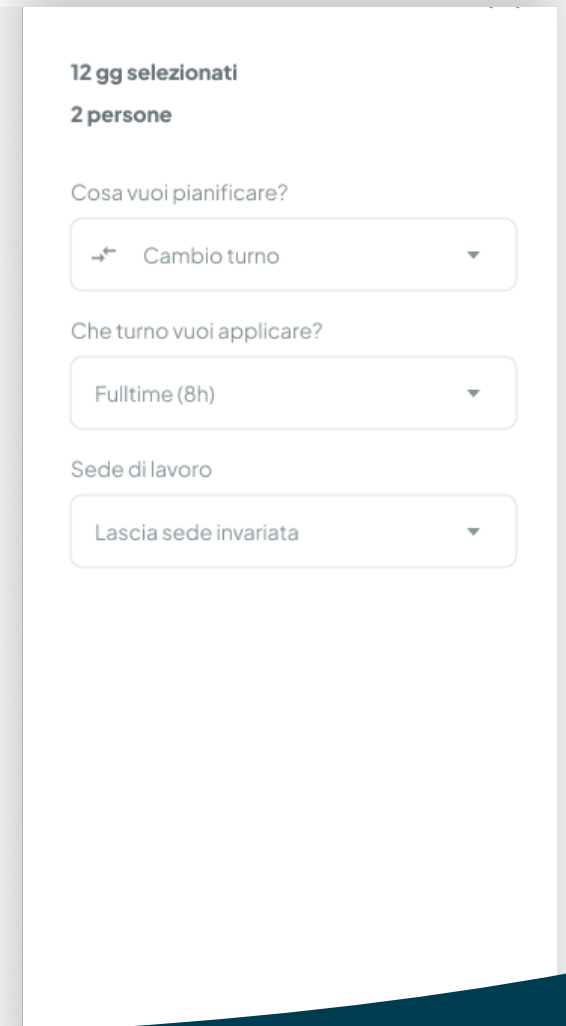 12 gg selezionati
2 persone
Cosa vuoi pianificare?
Cambio turno
Che turno vuoi applicare?
Fulltime (8h)
Sede di lavoro
Lascia sede invariata